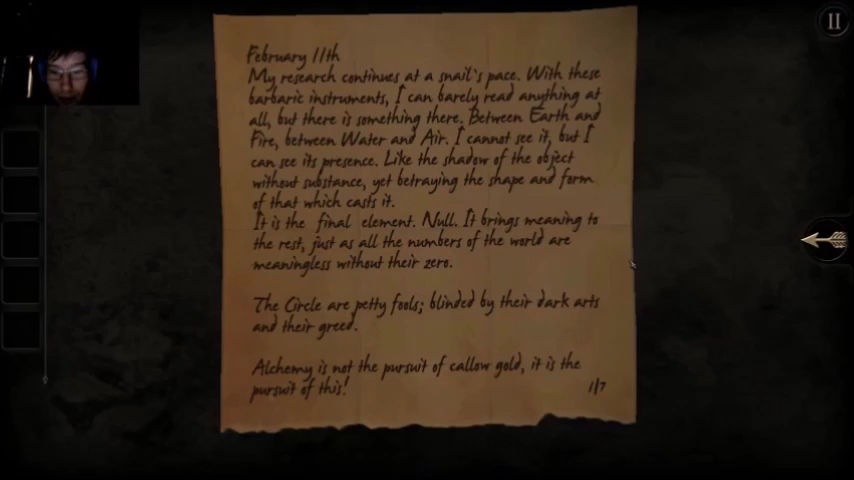 February 11th
My research continues at a snail's pace. With these
barbaric instruments, I can barely read anything at
all, but there is something there. Between Earth and
Fire, between Water and Air. I cannot see it, but I
can see its presence. Like the shadow of the object
without substance, yet betraying the shape and form
of that which casts it.
It is the final element. Null. It brings meaning to
the rest, just as all the numbers of the world are
meaningless without their zero.
The Circle are petty fools; blinded by their dark arts
and their greed.
Alchemy is not the pursuit of callow gold, it is the
pursuit of this!
1/7